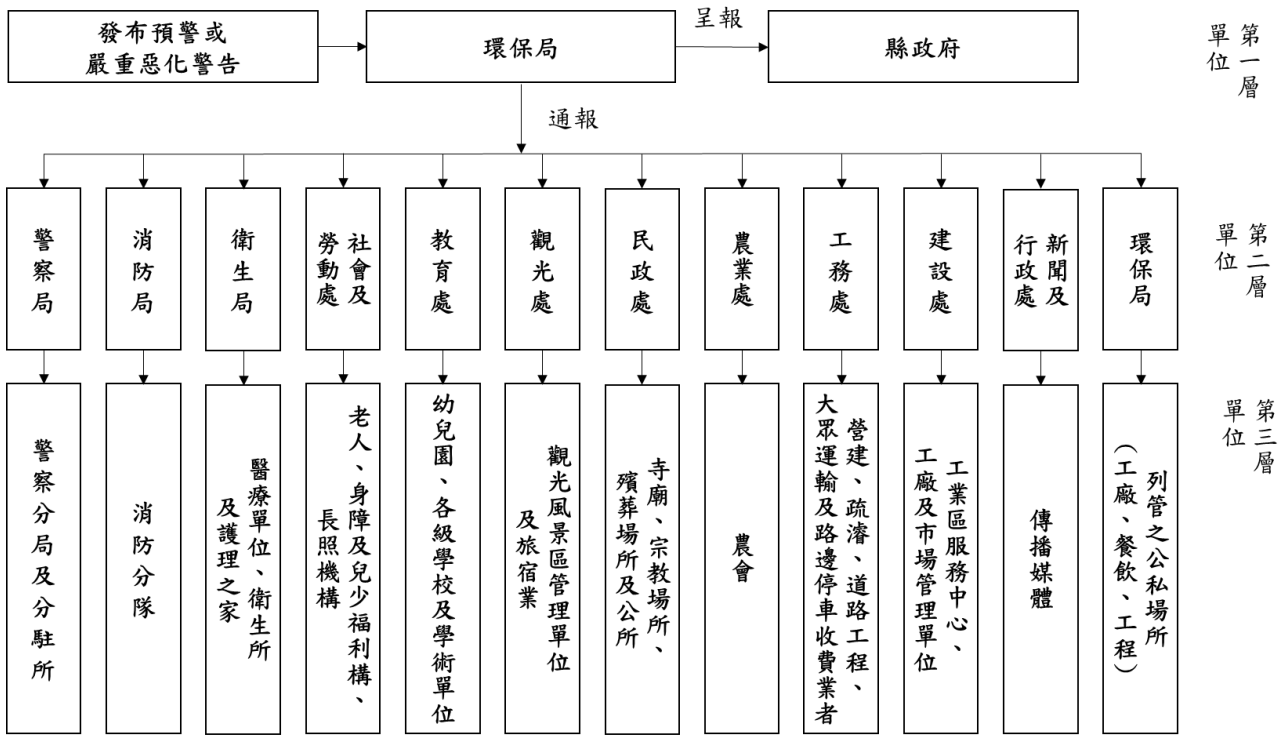 發布預警或
嚴重惡化警告
環保局
呈報
縣政府
第一層
單位
通報
警察局
消防局
衛生局
社會及
勞動處
教育處
觀光處
民政處
農業處
工務處
建設處
新聞及
行政處
環保局
第二層
單位
警察分局及分駐所
消防分隊
醫療單位、衛生所
及護理之家
老人、身障及兒少福利構、
長照機構
幼兒園、各級學校及學術單位
觀光風景區管理單位
及旅宿業
寺廟、宗教場所、
殯葬場所及公所
農會
營建、疏濬、道路工程、
大眾運輸及路邊停車收費業者
工業區服務中心、
工廠及市場管理單位
傳播媒體
列管之公私場所
(工廠、餐飲、工程)
第三層
單位